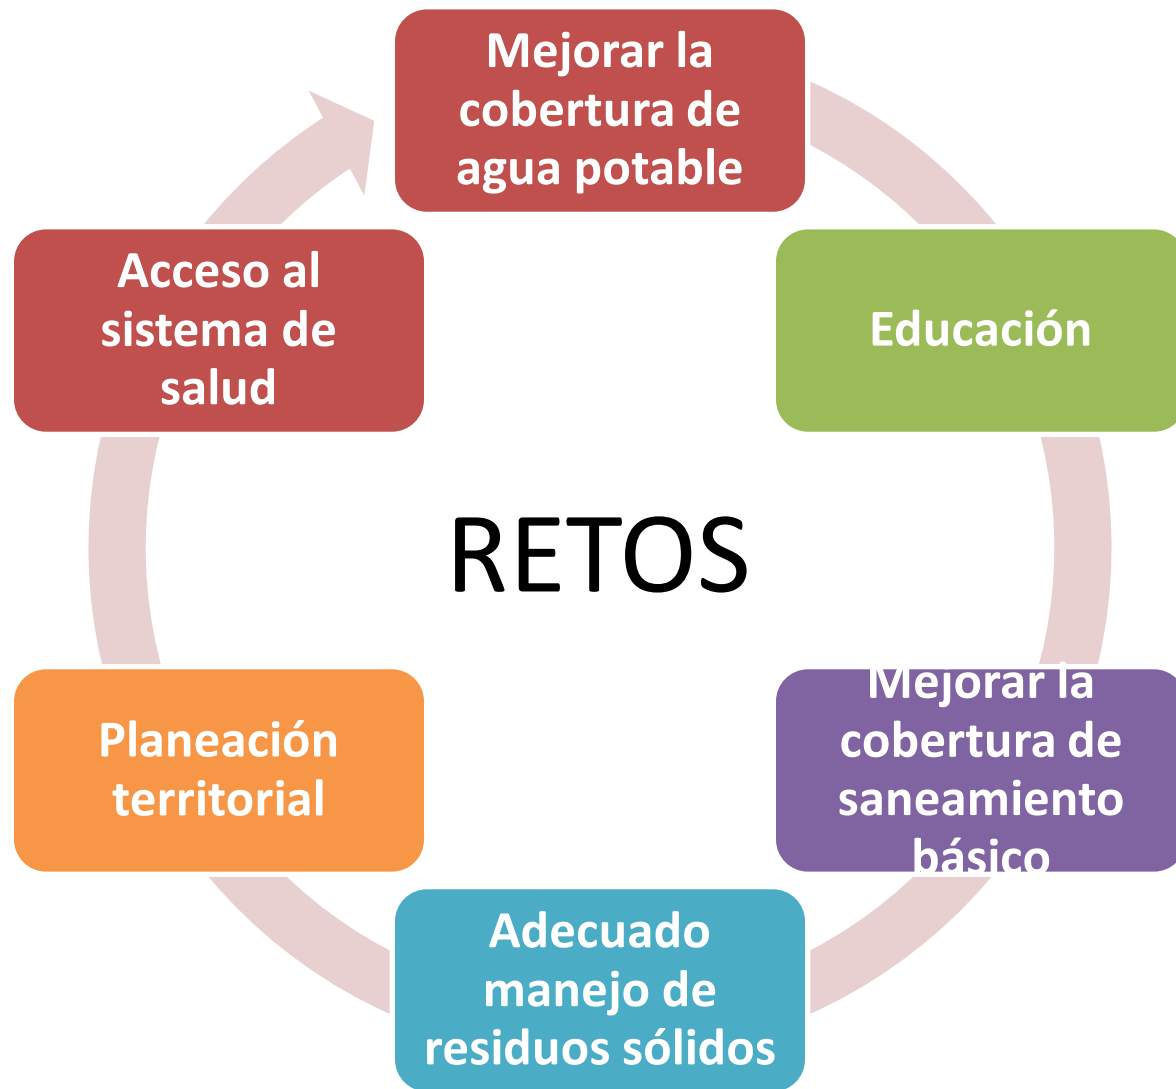 Mejorar la
cobertura de
agua potable
Educación
Mejorar la
cobertura de
saneamiento
básico
Adecuado
manejo de
residuos sólidos
Planeación
territorial
Acceso al
sistema de
salud
RETOS